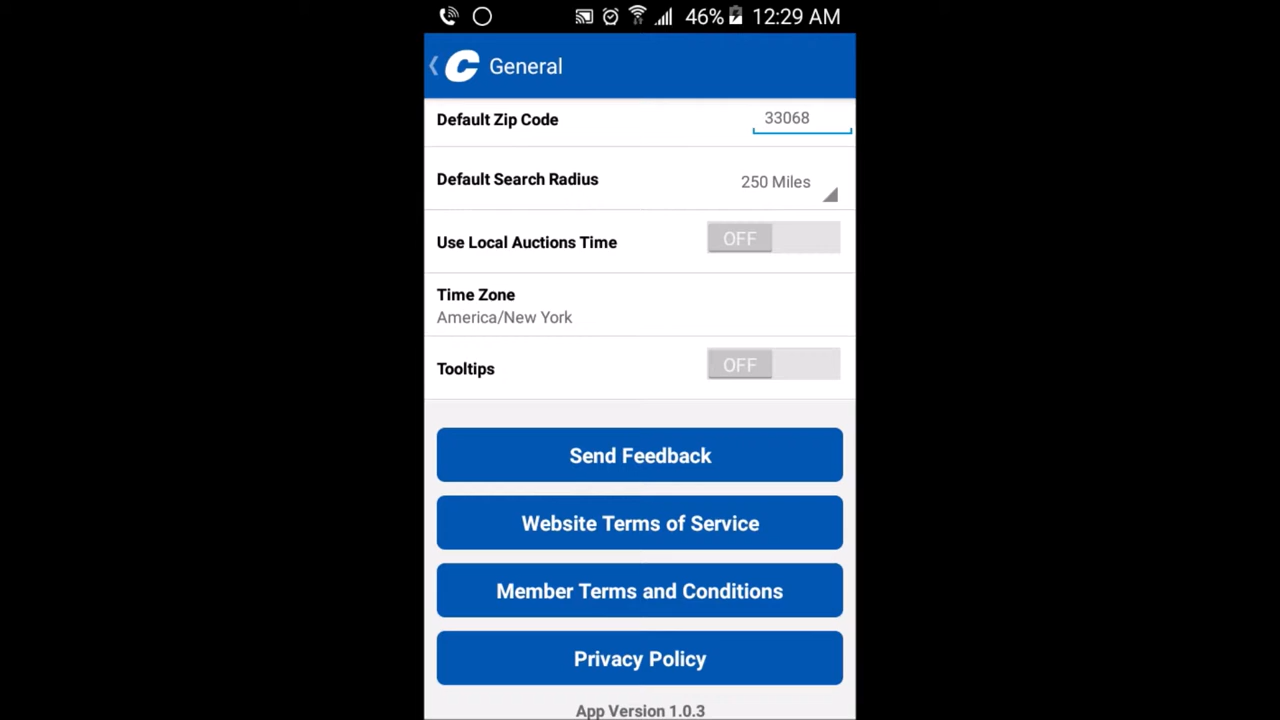 46% 12:29 AM
General
Default Zip Code 33068
Default Search Radius 250 Miles
Use Local Auctions Time OFF
Time Zone
America/New York
Tooltips OFF
Send Feedback
Website Terms of Service
Member Terms and Conditions
Privacy Policy
App Version 1.0.3